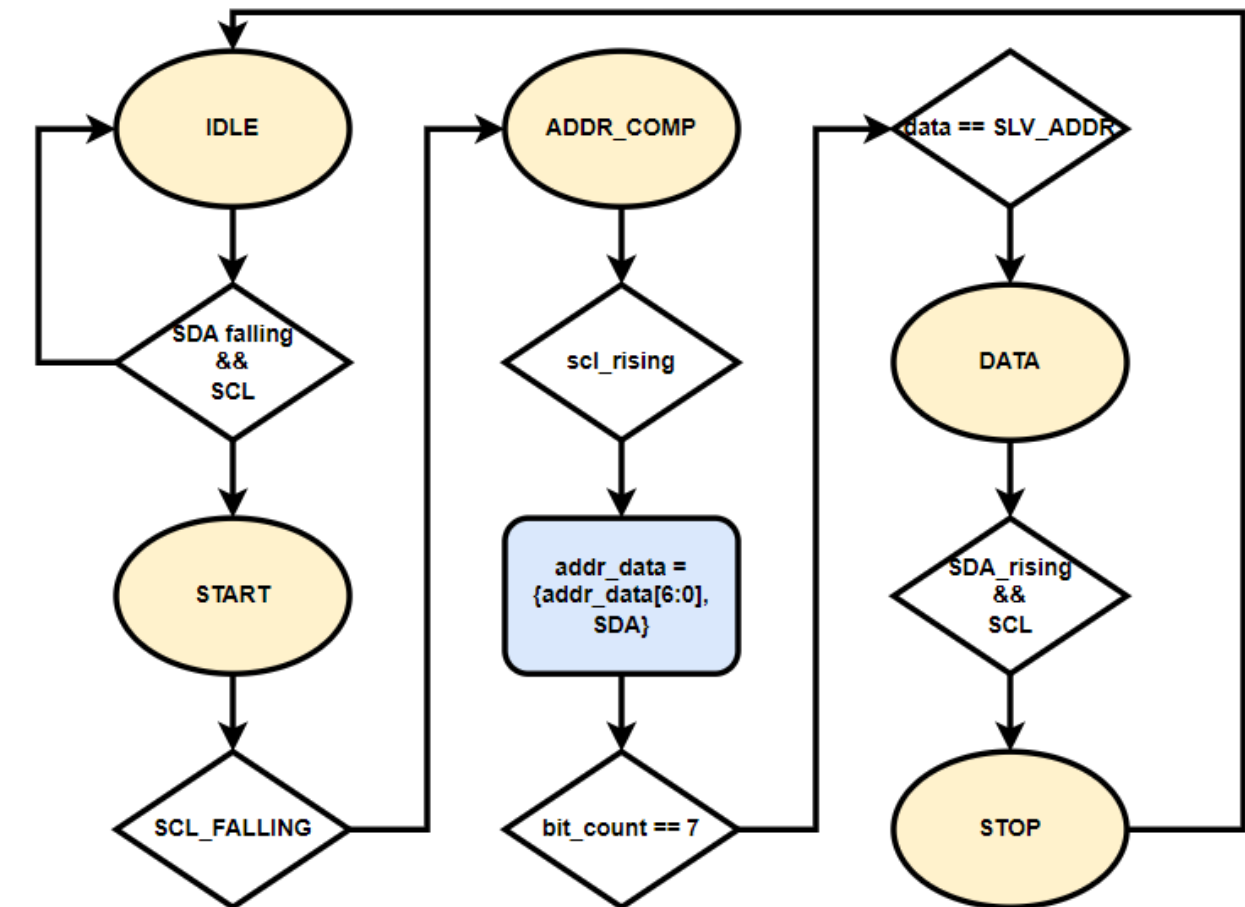 IDLE
SDA falling
&&
SCL
START
SCL_FALLING
ADDR_COMP
scl_rising
addr_data =
{addr_data[6:0],
SDA}
bit_count == 7
data == SLV_ADDR
DATA
SDA_rising
&&
SCL
STOP